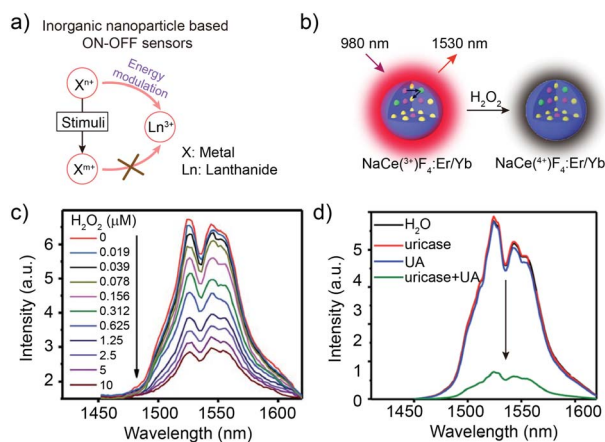 a)
Inorganic nanoparticle based
ON-OFF sensors
Energy
modulation
Xⁿ⁺
Stimuli
Ln³⁺
Xᵐ⁺
X: Metal
Ln: Lanthanide
b)
980 nm
1530 nm
H₂O₂
NaCe(³⁺)F₄:Er/Yb
NaCe(⁴⁺)F₄:Er/Yb
c)
H₂O₂ (μM)
0
0.019
0.039
0.078
0.156
0.312
0.625
1.25
2.5
5
10
Intensity (a.u.)
6
5
4
3
2
1450
1500
1550
1600
Wavelength (nm)
d)
H₂O
uricase
UA
uricase+UA
Intensity (a.u.)
5
4
3
2
1
0
1450
1500
1550
1600
Wavelength (nm)